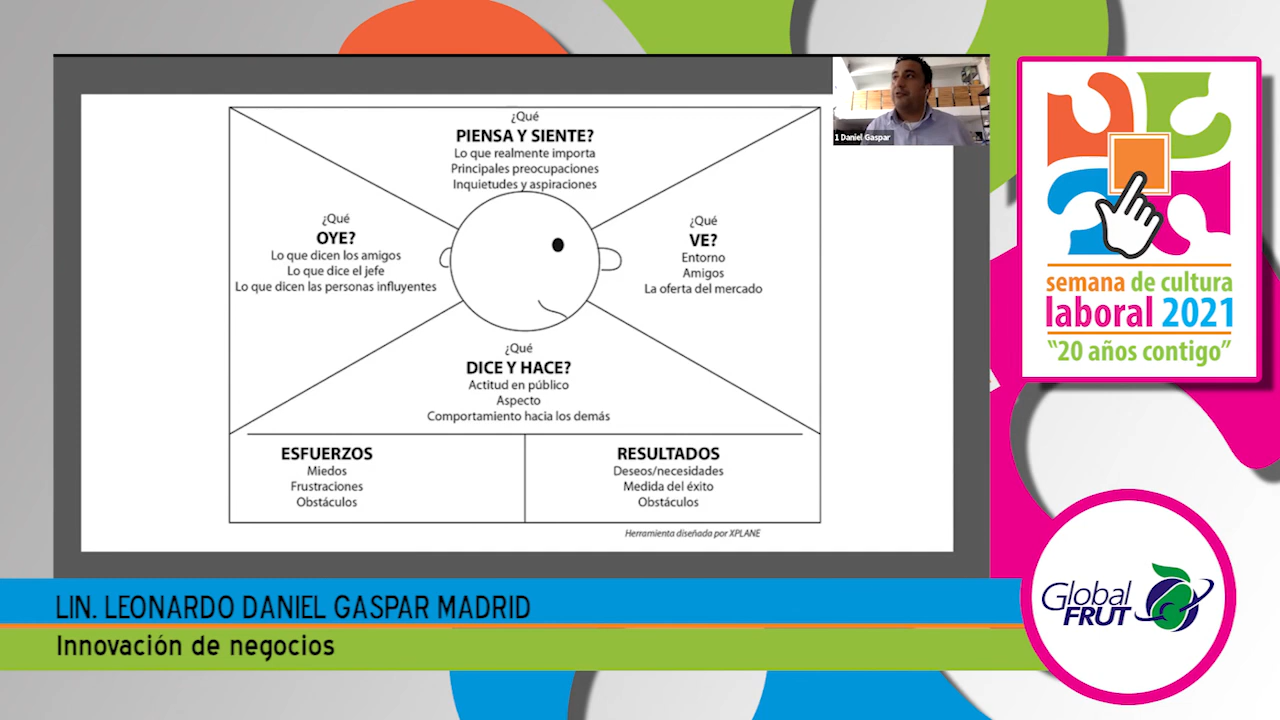 ¿Qué
PIENSA Y SIENTE?
Lo que realmente importa
Principales preocupaciones
Inquietudes y aspiraciones
¿Qué
OYE?
Lo que dicen los amigos
Lo que dice el jefe
Lo que dicen las personas influyentes
¿Qué
VE?
Entorno
Amigos
La oferta del mercado
¿Qué
DICE Y HACE?
Actitud en público
Aspecto
Comportamiento hacia los demás
ESFUERZOS
Miedos
Frustraciones
Obstáculos
RESULTADOS
Deseos/necesidades
Medida del éxito
Obstáculos
Herramienta diseñada por XPLANE
1 Daniel Gaspar
semana de cultura
laboral 2021
"20 años contigo"
LIN. LEONARDO DANIEL GASPAR MADRID
Innovación de negocios
Global
FRUT